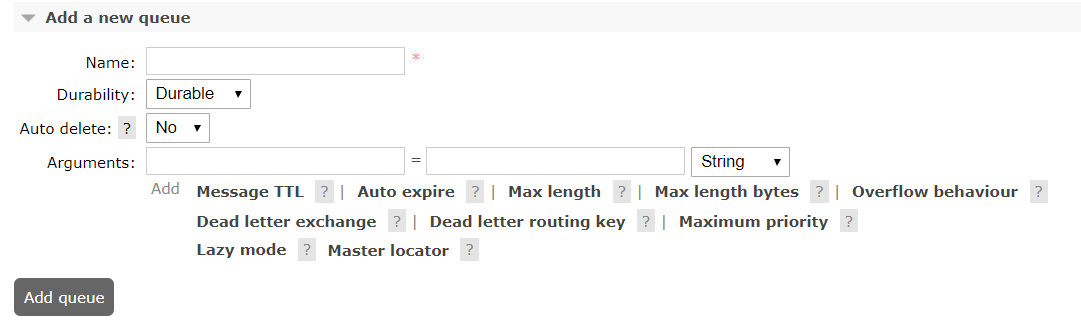 Add a new queue
Name: *
Durability: Durable
Auto delete: ? No
Arguments: = String
Add Message TTL ? | Auto expire ? | Max length ? | Max length bytes ? | Overflow behaviour ?
Dead letter exchange ? | Dead letter routing key ? | Maximum priority ?
Lazy mode ? Master locator ?
Add queue